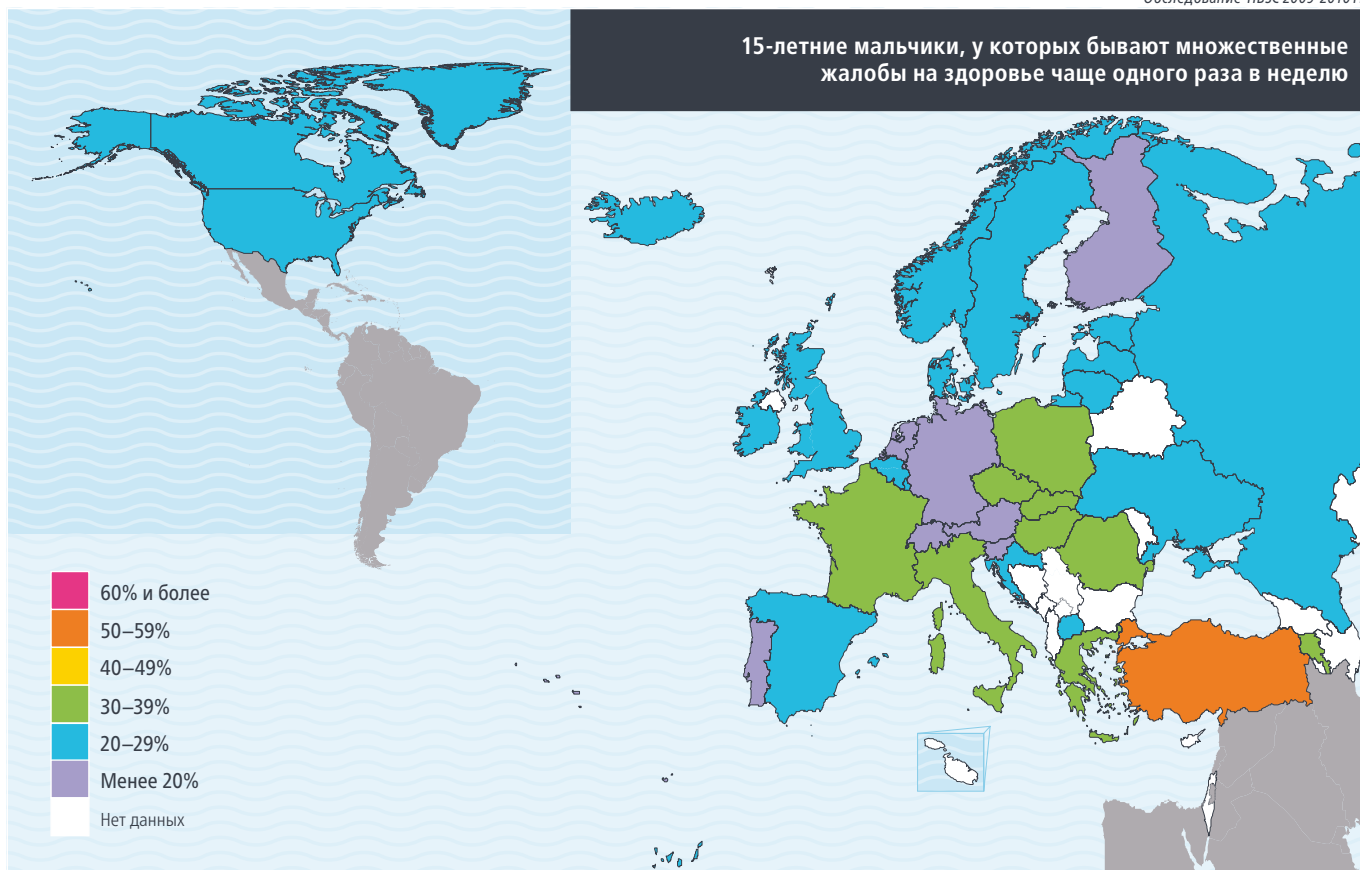 15-летние мальчики, у которых бывают множественные
жалобы на здоровье чаще одного раза в неделю
60% и более
50–59%
40–49%
30–39%
20–29%
Менее 20%
Нет данных